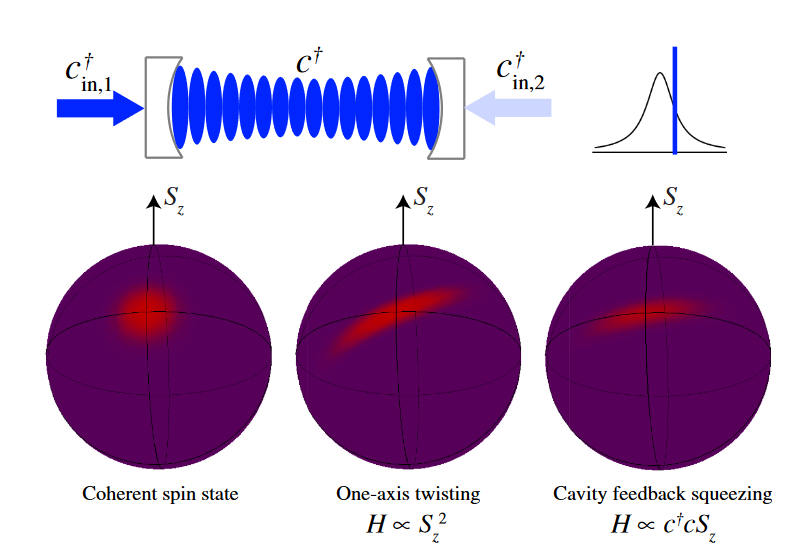 c†in,1
c†
c†in,2
Sz
Sz
Sz
Coherent spin state
One-axis twisting
Cavity feedback squeezing
H ∝ Sz²
H ∝ c†cSz